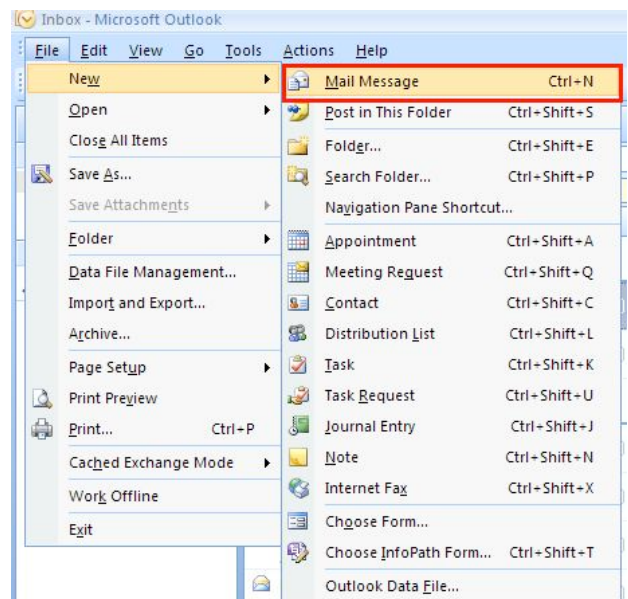 Inbox - Microsoft Outlook
File Edit View Go Tools Actions Help
New
Open
Close All Items
Save As...
Save Attachments
Folder
Data File Management...
Import and Export...
Archive...
Page Setup
Print Preview
Print... Ctrl+P
Cached Exchange Mode
Work Offline
Exit
Mail Message Ctrl+N
Post in This Folder Ctrl+Shift+S
Folder... Ctrl+Shift+E
Search Folder... Ctrl+Shift+P
Navigation Pane Shortcut...
Appointment Ctrl+Shift+A
Meeting Request Ctrl+Shift+Q
Contact Ctrl+Shift+C
Distribution List Ctrl+Shift+L
Task Ctrl+Shift+K
Task Request Ctrl+Shift+U
Journal Entry Ctrl+Shift+J
Note Ctrl+Shift+N
Internet Fax Ctrl+Shift+X
Choose Form...
Choose InfoPath Form... Ctrl+Shift+T
Outlook Data File...